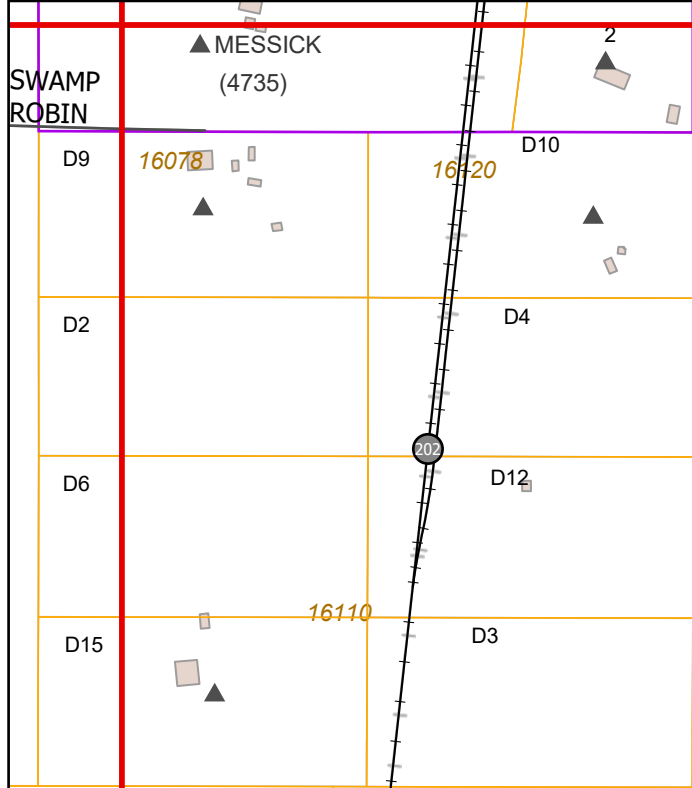 2
MESSICK
(4735)
SWAMP
ROBIN
D9
16078
16120
D10
D2
D4
202
D6
D12
16110
D15
D3